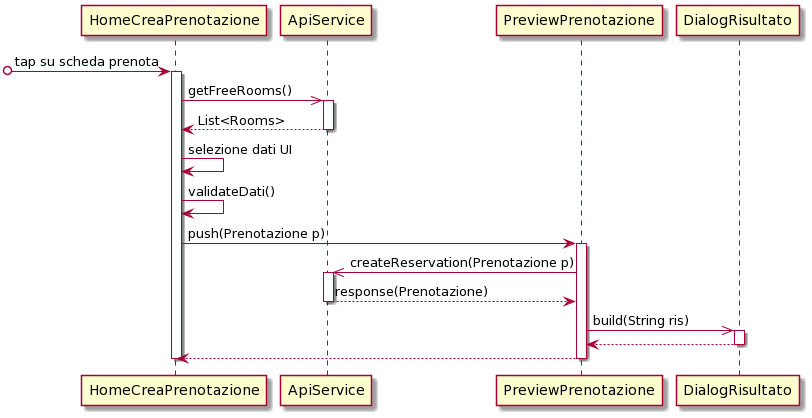 HomeCreaPrenotazione ApiService PreviewPrenotazione DialogRisultato
tap su scheda prenota
getFreeRooms()
List<Rooms>
selezione dati UI
validateDati()
push(Prenotazione p)
createReservation(Prenotazione p)
response(Prenotazione)
build(String ris)
HomeCreaPrenotazione ApiService PreviewPrenotazione DialogRisultato